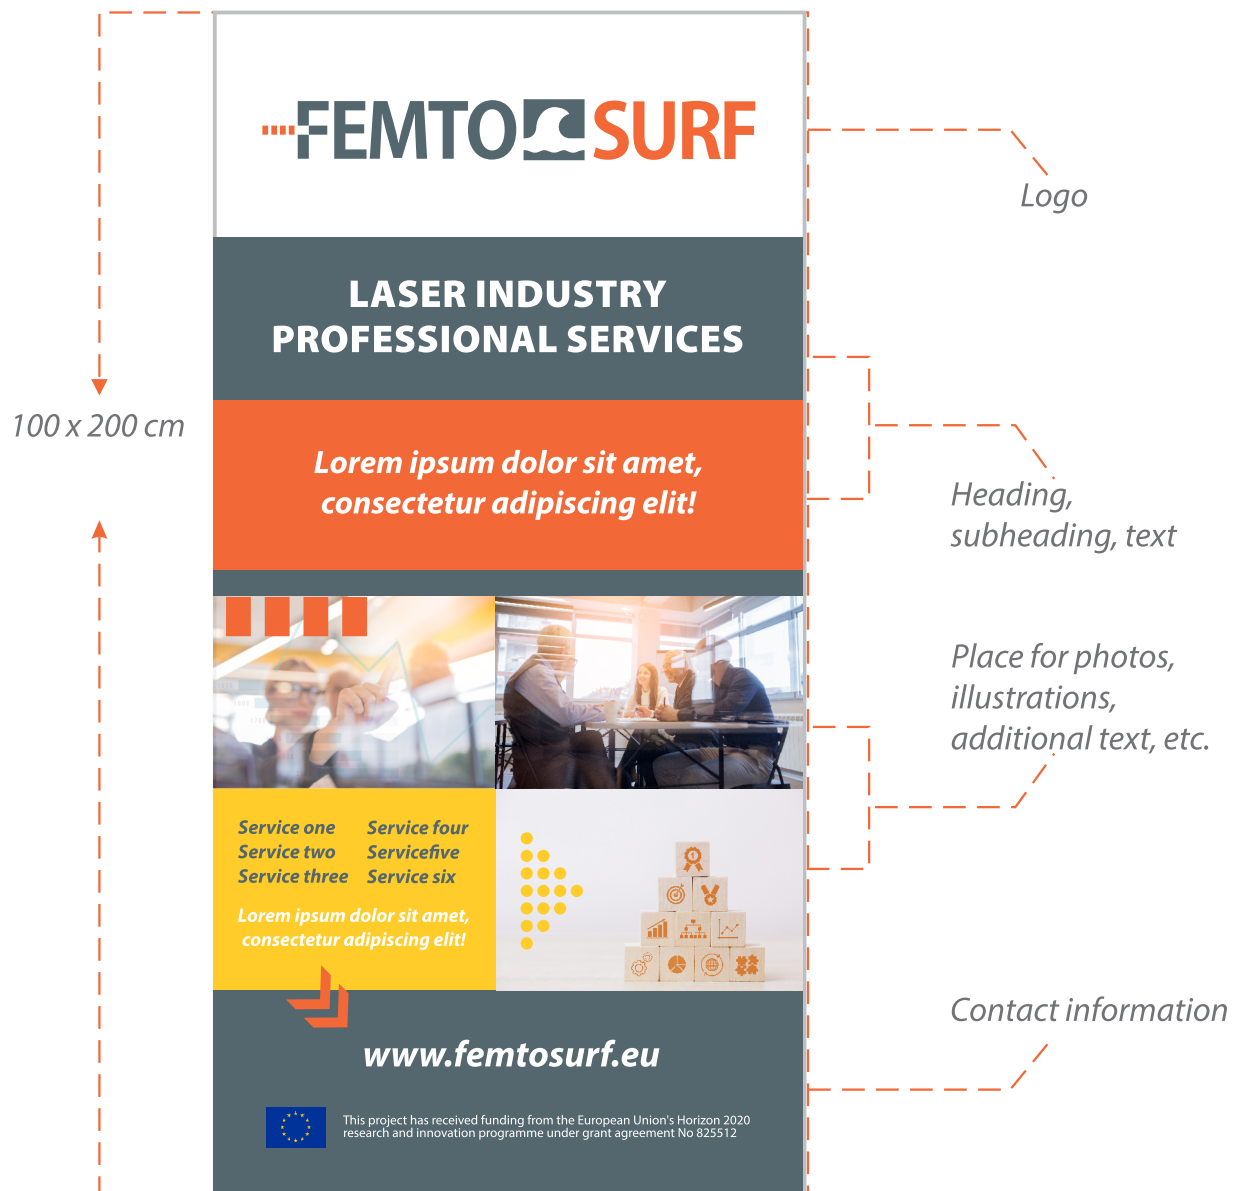 FEMTO SURF
Logo
LASER INDUSTRY
PROFESSIONAL SERVICES
100 x 200 cm
Lorem ipsum dolor sit amet,
consectetur adipiscing elit!
Heading,
subheading, text
Place for photos,
illustrations,
additional text, etc.
Service one
Service two
Service three
Service four
Servicefive
Service six
Lorem ipsum dolor sit amet,
consectetur adipiscing elit!
1
Contact information
www.femtosurf.eu
This project has received funding from the European Union's Horizon 2020
research and innovation programme under grant agreement No 825512